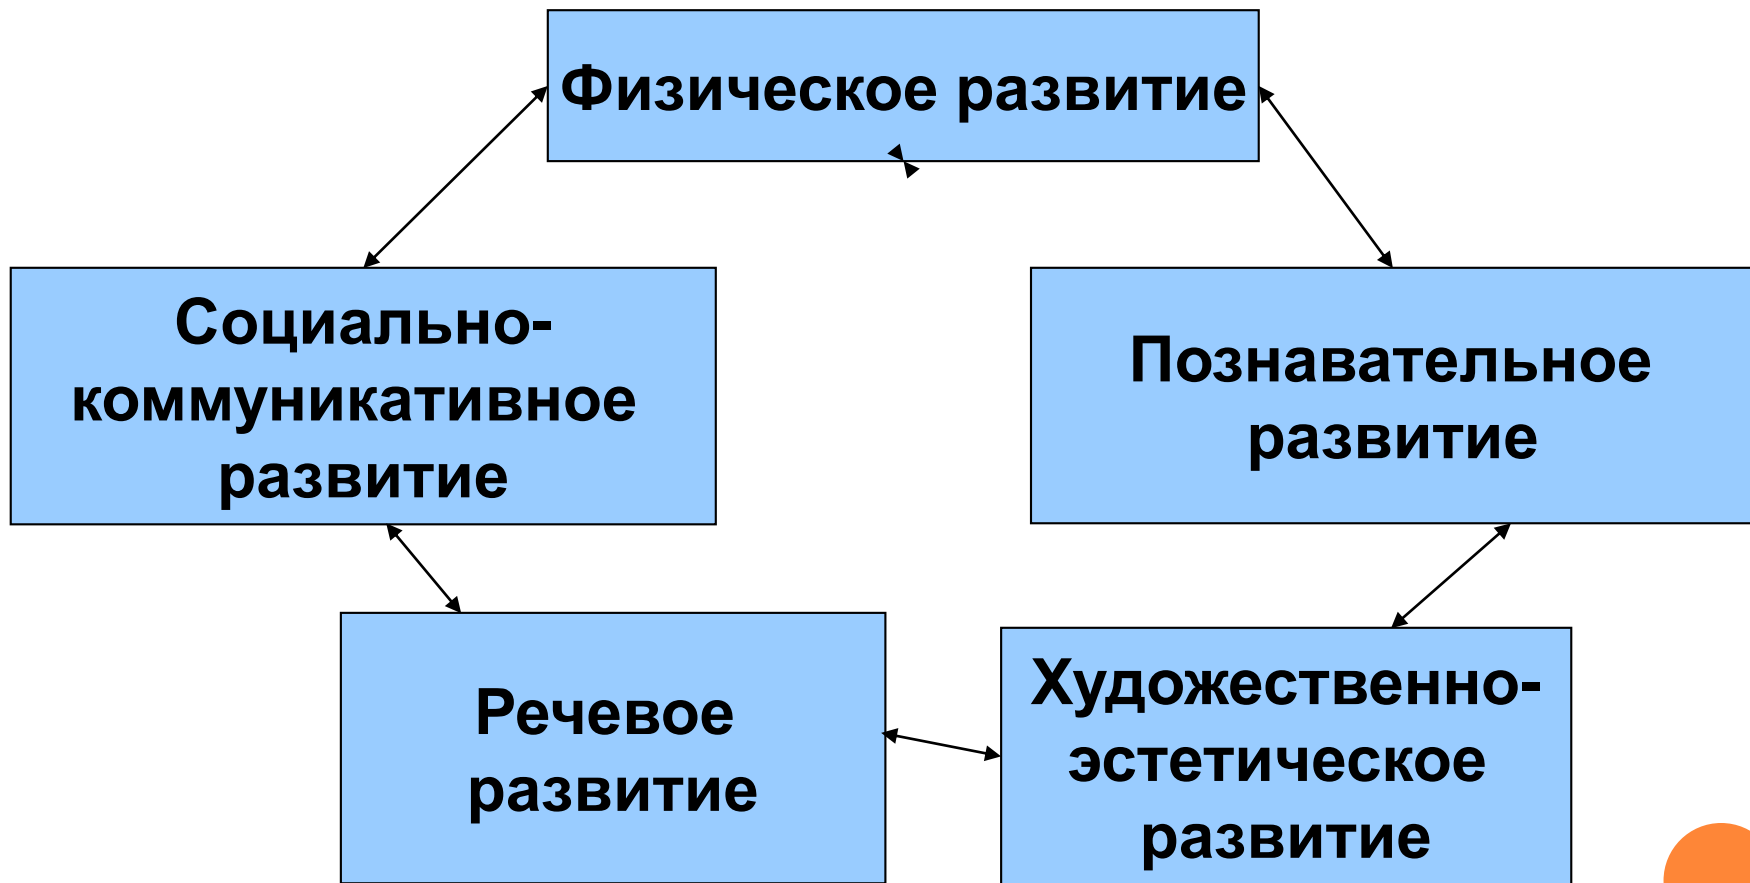 Физическое развитие
Социально-
коммуникативное
развитие
Познавательное
развитие
Речевое
развитие
Художественно-
эстетическое
развитие